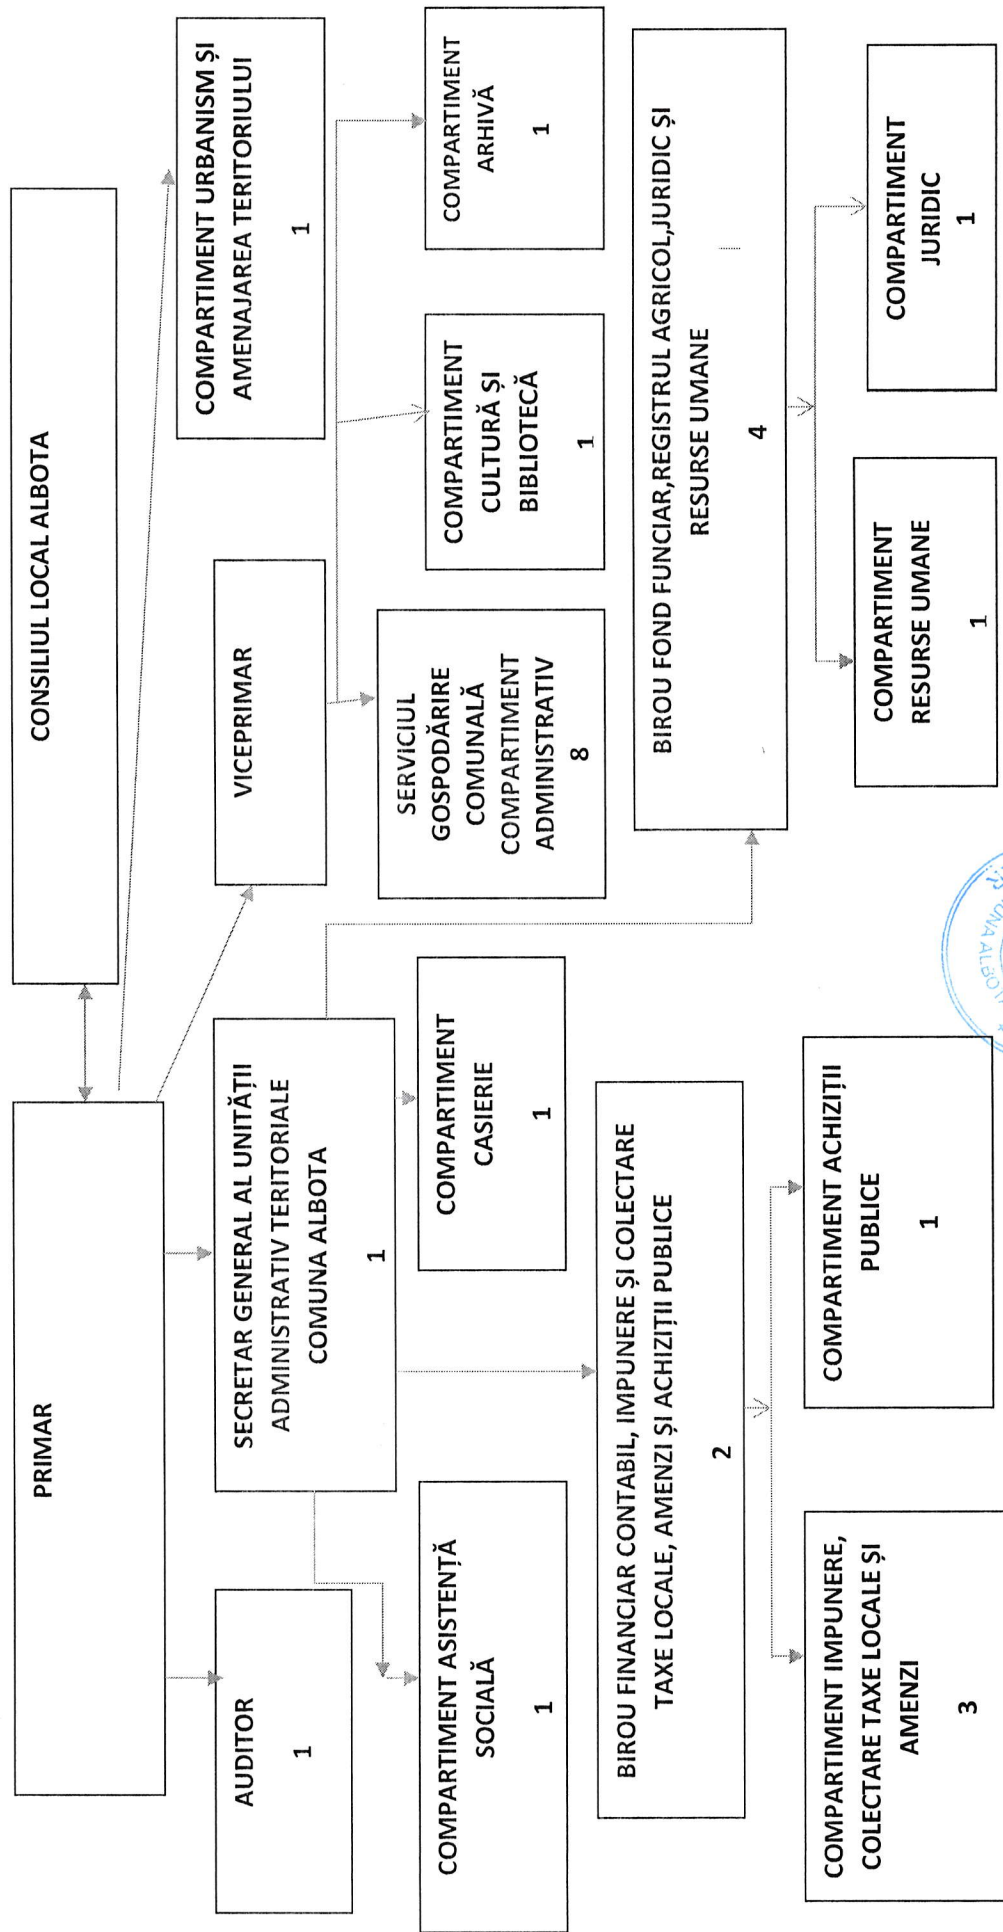 CONSILIUL LOCAL ALBOTA
PRIMAR
COMPARTIMENT URBANISM ȘI
AMENAJAREA TERITORIULUI
1
VICEPRIMAR
SECRETAR GENERAL AL UNITĂȚII
ADMINISTRATIV TERITORIALE
COMUNA ALBOTA
1
AUDITOR
1
COMPARTIMENT ASISTENȚĂ
SOCIALĂ
1
COMPARTIMENT
CASIERIE
1
SERVICIUL
GOSPODĂRIRE
COMUNALĂ
COMPARTIMENT
ADMINISTRATIV
8
COMPARTIMENT
CULTURĂ ȘI
BIBLIOTECĂ
1
COMPARTIMENT
ARHIVĂ
1
BIROU FINANCIAR CONTABIL, IMPUNERE ȘI COLECTARE
TAXE LOCALE, AMENZI ȘI ACHIZIȚII PUBLICE
2
BIROU FOND FUNCIAR,REGISTRUL AGRICOL,JURIDIC ȘI
RESURSE UMANE
4
COMPARTIMENT IMPUNERE,
COLECTARE TAXE LOCALE ȘI
AMENZI
3
COMPARTIMENT ACHIZIȚII
PUBLICE
1
COMPARTIMENT
RESURSE UMANE
1
COMPARTIMENT
JURIDIC
1